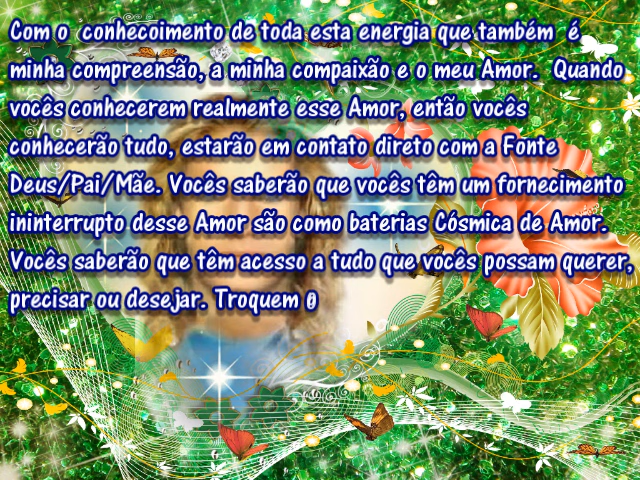 Com o  conhecoimento de toda esta energia que também  é
minha compreensão, a minha compaixão e o meu Amor.  Quando
vocês conhecerem realmente esse Amor, então vocês
conhecerão tudo, estarão em contato direto com a Fonte
Deus/Pai/Mãe. Vocês saberão que vocês têm um fornecimento
ininterrupto desse Amor são como baterias Cósmica de Amor.
Vocês saberão que têm acesso a tudo que vocês possam querer,
precisar ou desejar. Troquem